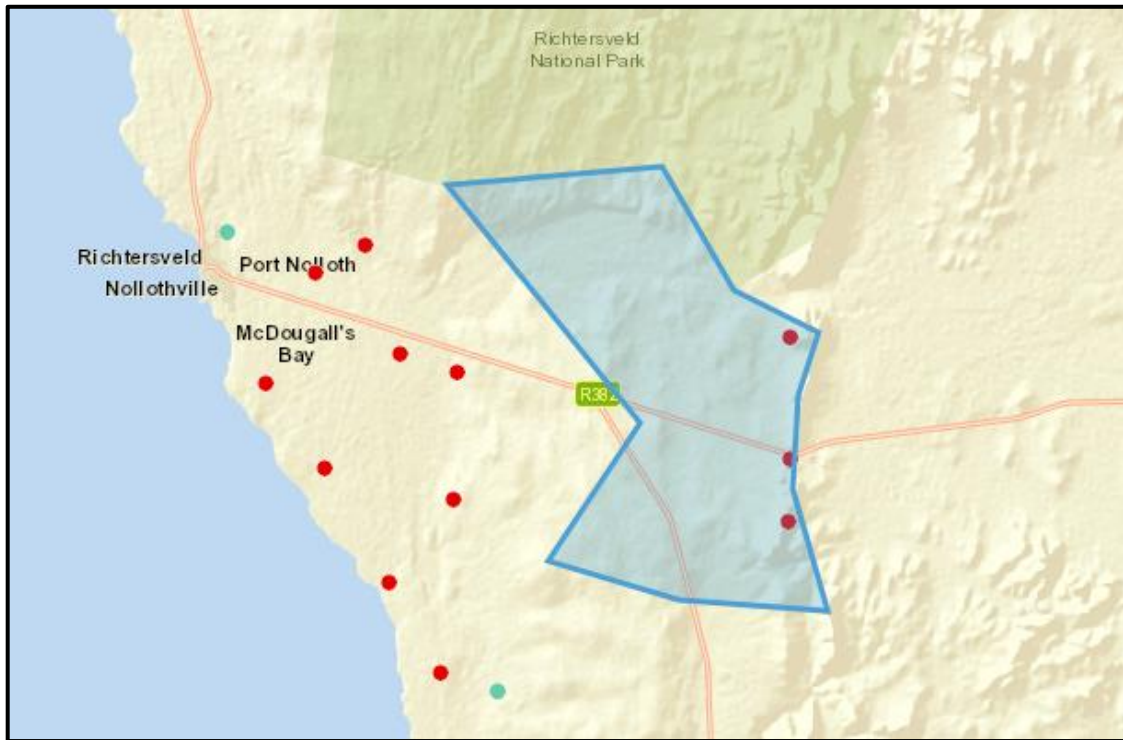 Richtersveld
National Park
Richtersveld
Port Nolloth
Nollothville
McDougall's
Bay
R382